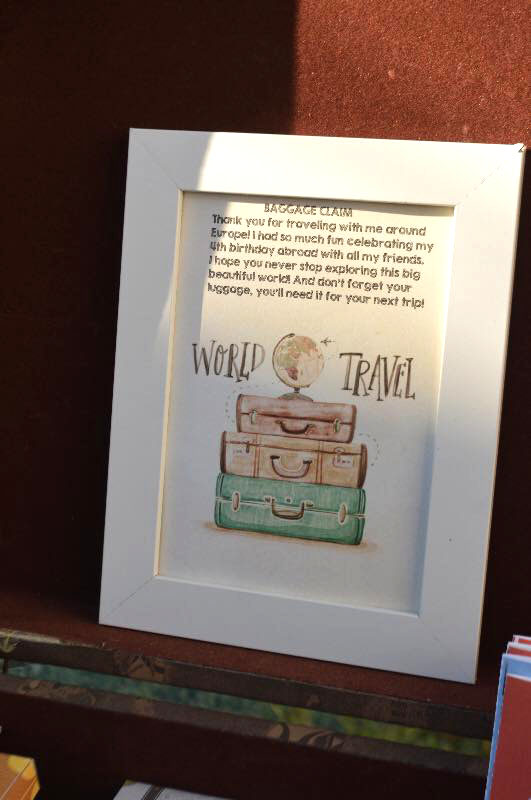 BAGGAGE CLAIM
Thank you for traveling with me around
Europe! I had so much fun celebrating my
4th birthday abroad with all my friends.
I hope you never stop exploring this big
beautiful world! And don't forget your
luggage, you'll need it for your next trip!
WORLD TRAVEL